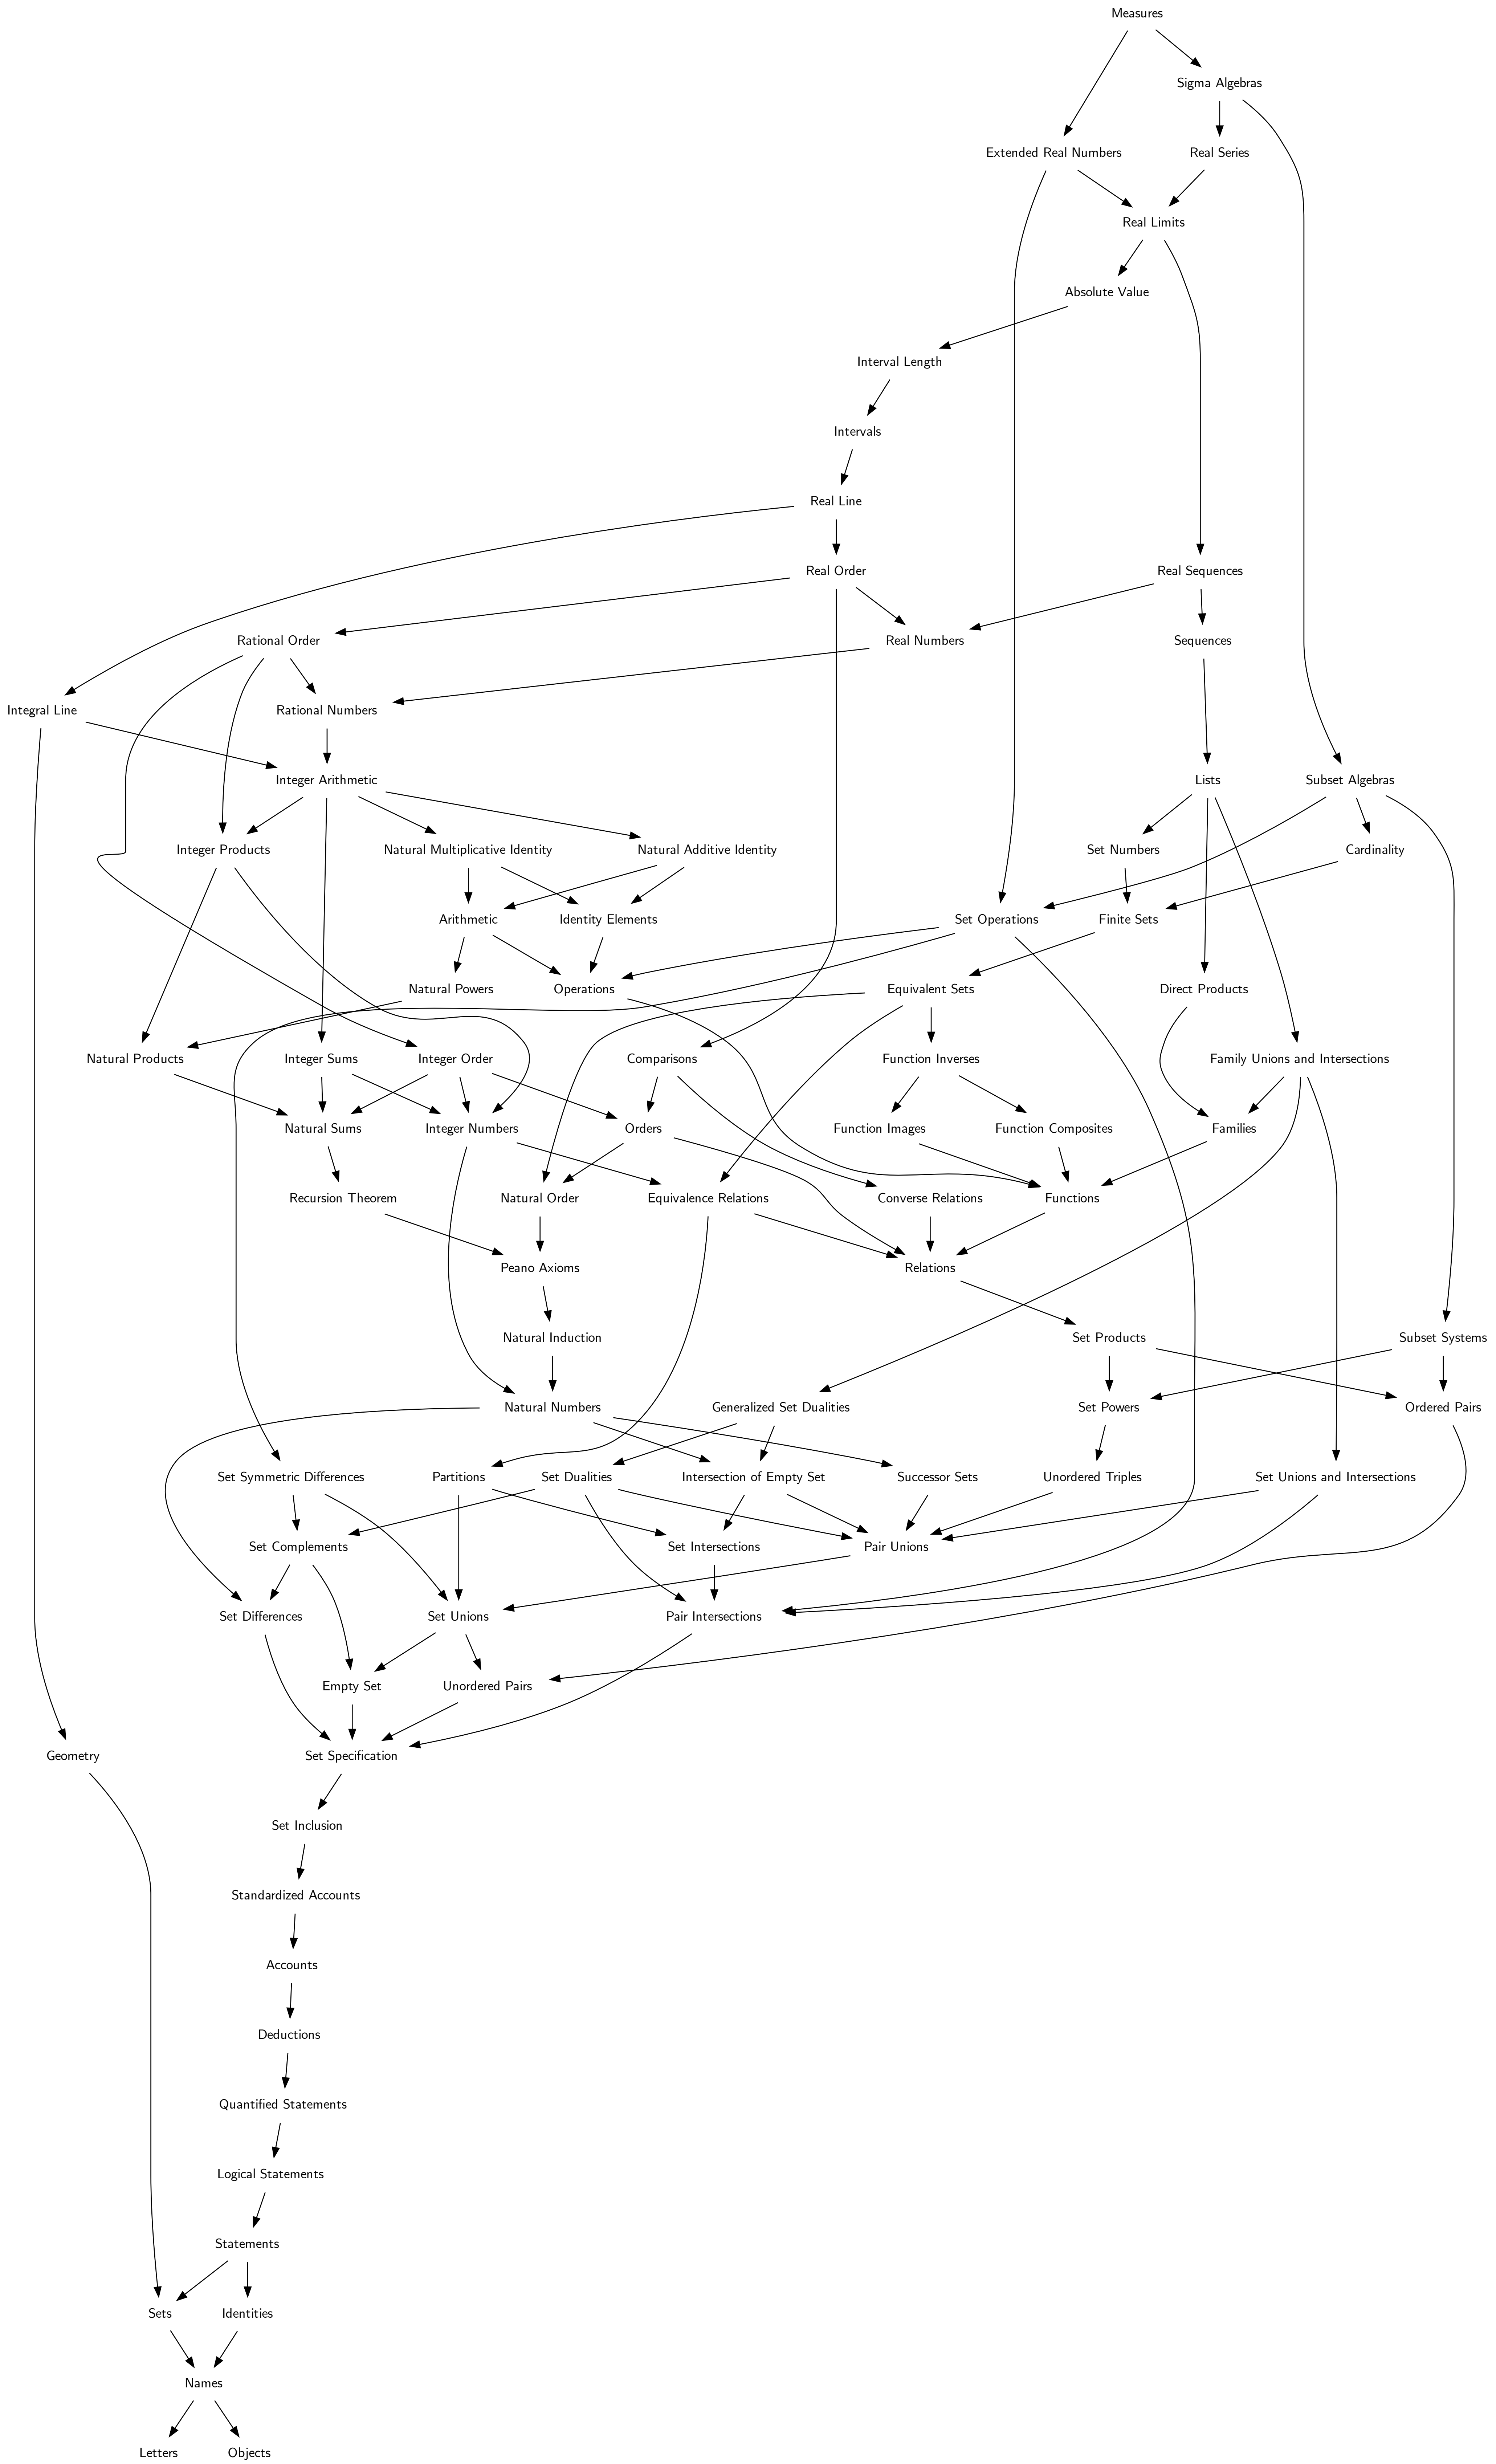 Measures
Sigma Algebras
Extended Real Numbers
Real Series
Real Limits
Absolute Value
Interval Length
Intervals
Real Line
Real Order
Real Sequences
Rational Order
Real Numbers
Sequences
Integral Line
Rational Numbers
Integer Arithmetic
Lists
Subset Algebras
Integer Products
Natural Multiplicative Identity
Natural Additive Identity
Set Numbers
Cardinality
Arithmetic
Identity Elements
Set Operations
Finite Sets
Natural Powers
Operations
Equivalent Sets
Direct Products
Natural Products
Integer Sums
Integer Order
Comparisons
Function Inverses
Family Unions and Intersections
Natural Sums
Integer Numbers
Orders
Function Images
Function Composites
Families
Recursion Theorem
Natural Order
Equivalence Relations
Converse Relations
Functions
Peano Axioms
Relations
Natural Induction
Set Products
Subset Systems
Natural Numbers
Generalized Set Dualities
Set Powers
Ordered Pairs
Set Symmetric Differences
Partitions
Set Dualities
Intersection of Empty Set
Successor Sets
Unordered Triples
Set Unions and Intersections
Set Complements
Set Intersections
Pair Unions
Set Differences
Set Unions
Pair Intersections
Empty Set
Unordered Pairs
Geometry
Set Specification
Set Inclusion
Standardized Accounts
Accounts
Deductions
Quantified Statements
Logical Statements
Statements
Sets
Identities
Names
Letters
Objects